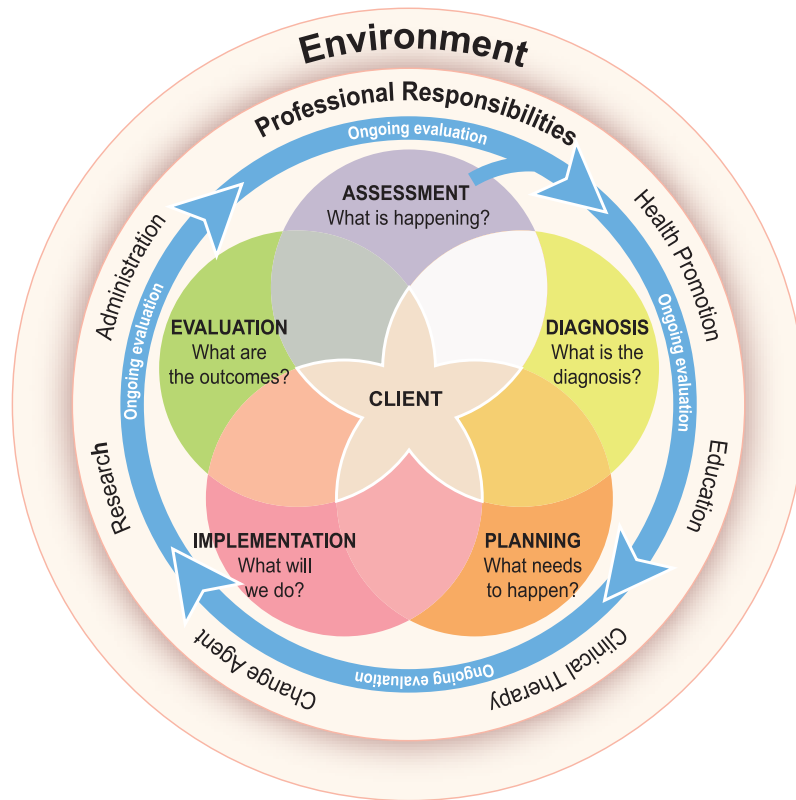 Environment
Professional Responsibilities
Ongoing evaluation
ASSESSMENT
What is happening?
Health Promotion
Administration
EVALUATION
What are
the outcomes?
DIAGNOSIS
What is the
diagnosis?
Ongoing evaluation
Ongoing evaluation
CLIENT
Education
Research
IMPLEMENTATION
What will
we do?
PLANNING
What needs
to happen?
Clinical Therapy
Change Agent
Ongoing evaluation